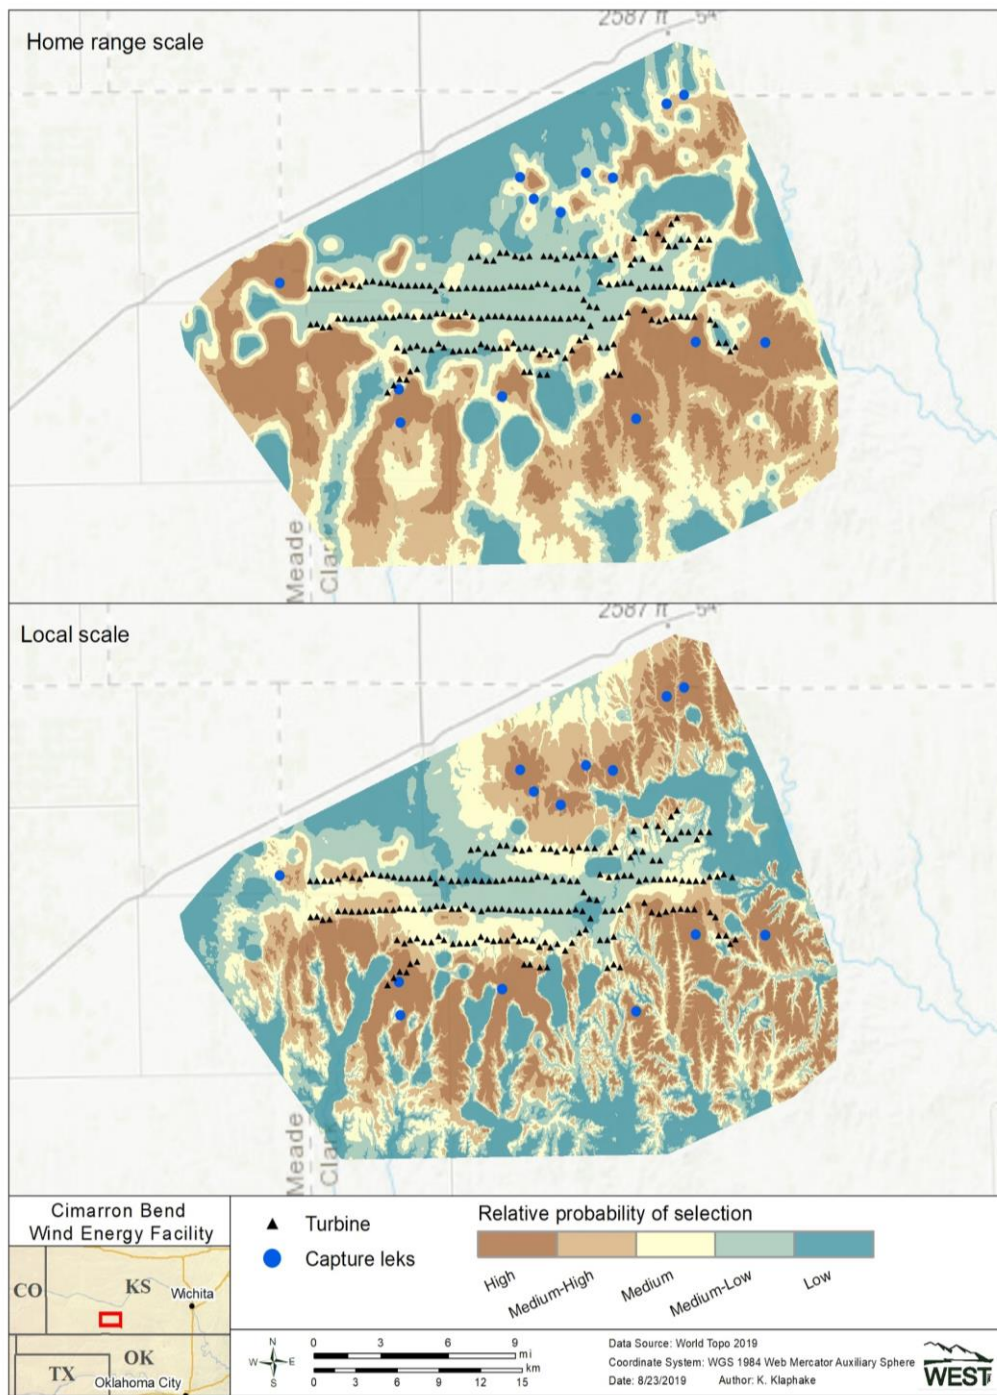 2587 ft 54
Home range scale
Meade
Clar
2587 ft 54
Local scale
Meade
Clark
Cimarron Bend
Wind Energy Facility
CO
KS
Wichita
OK
TX
Oklahoma City
Turbine
Capture leks
Relative probability of selection
High
Medium-High
Medium
Medium-Low
Low
N
W E
S
0 3 6 9
mi
km
0 3 6 9 12 15
Data Source: World Topo 2019
Coordinate System: WGS 1984 Web Mercator Auxiliary Sphere
Date: 8/23/2019 Author: K. Klaphake
WEST